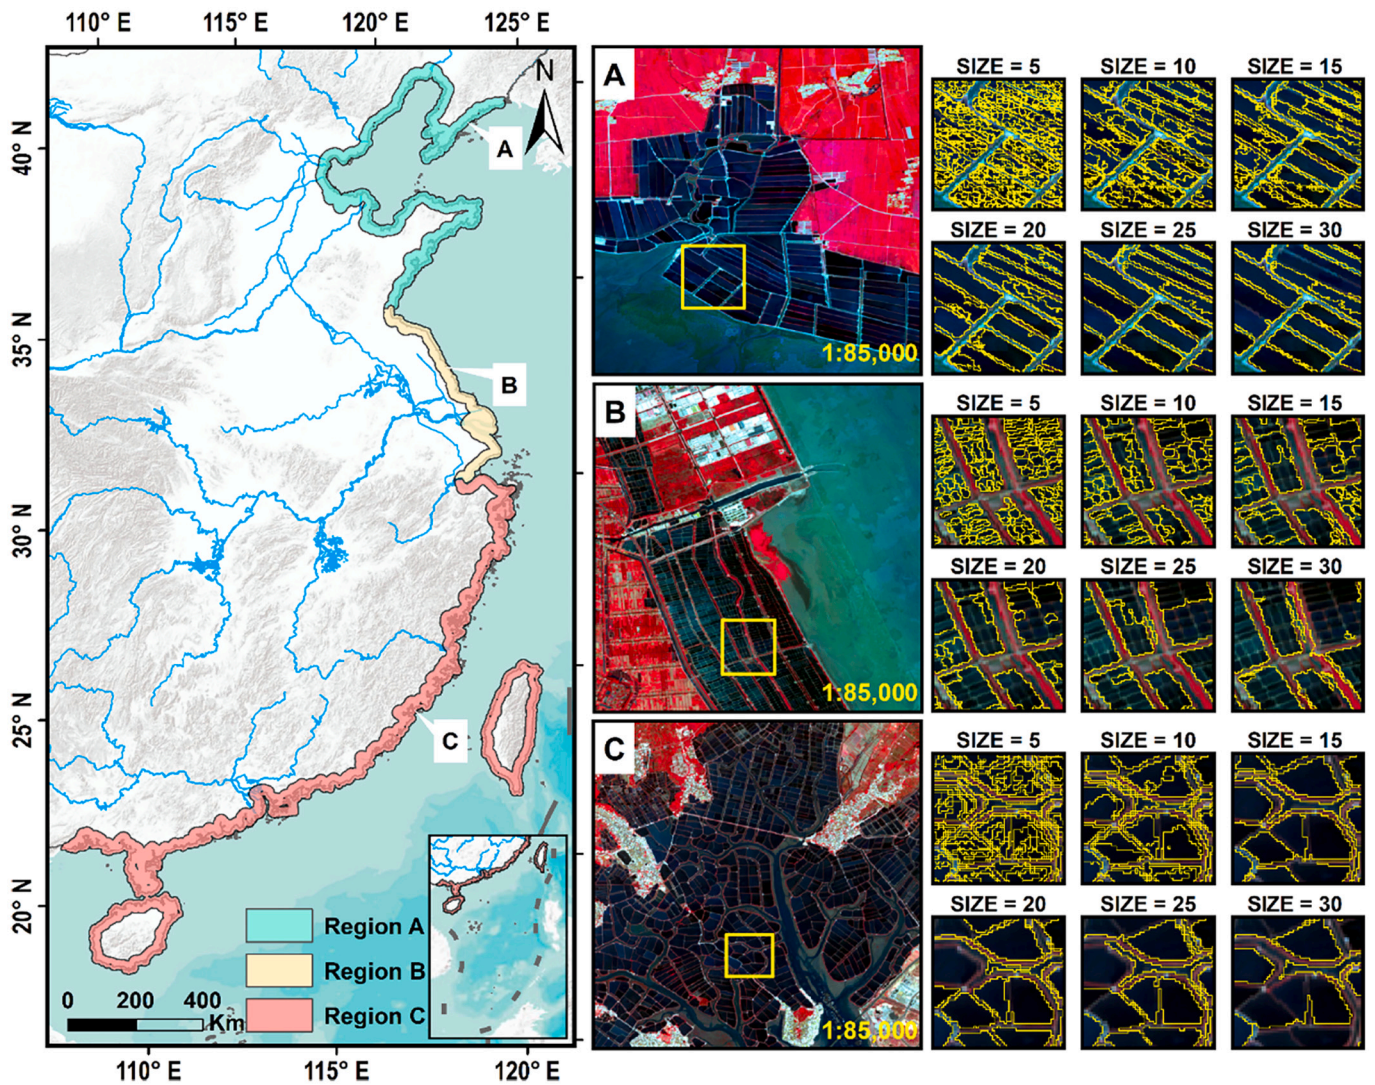 110° E 115° E 120° E 125° E
N
40° N
35° N
30° N
25° N
20° N
A
B
C
Region A
Region B
Region C
0 200 400
Km
110° E 115° E 120° E
A
1:85,000
B
1:85,000
C
1:85,000
SIZE = 5 SIZE = 10 SIZE = 15
SIZE = 20 SIZE = 25 SIZE = 30
SIZE = 5 SIZE = 10 SIZE = 15
SIZE = 20 SIZE = 25 SIZE = 30
SIZE = 5 SIZE = 10 SIZE = 15
SIZE = 20 SIZE = 25 SIZE = 30